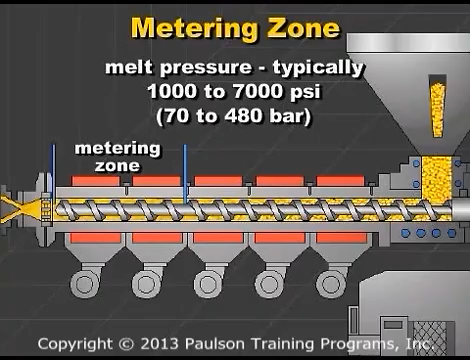 Metering Zone
melt pressure - typically
1000 to 7000 psi
(70 to 480 bar)
metering
zone
Copyright © 2013 Paulson Training Programs, Inc.